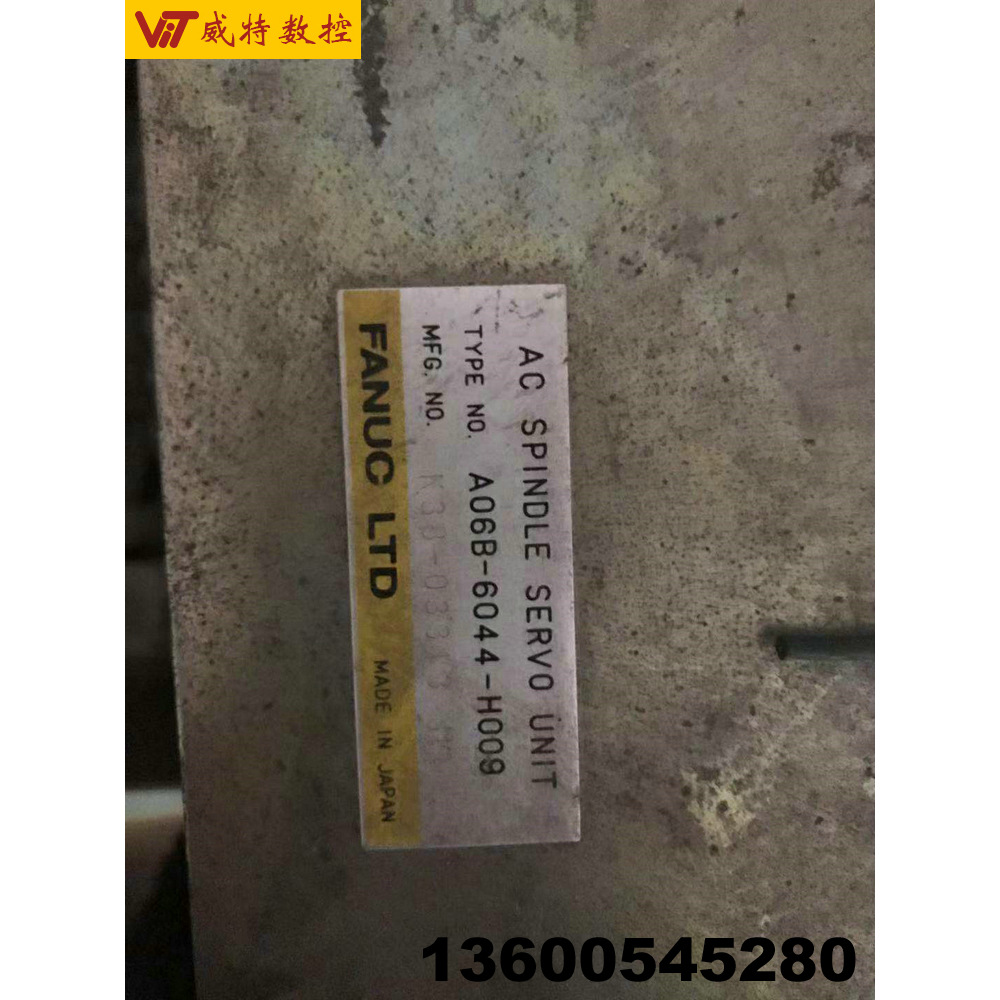 ViT 威特数控
AC SPINDLE SERVO UNIT
TYPE NO. A06B-6044-H009
MFG. NO.
FANUC LTD MADE IN JAPAN
13600545280